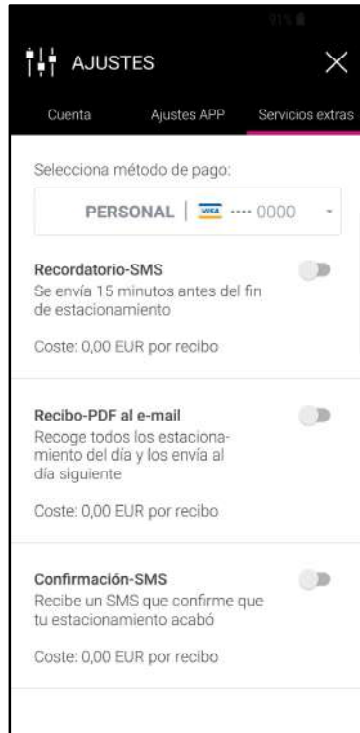 91%
AJUSTES
Cuenta Ajustes APP Servicios extras
Selecciona método de pago:
PERSONAL | VISA ---- 0000
Recordatorio-SMS
Se envía 15 minutos antes del fin
de estacionamiento
Coste: 0,00 EUR por recibo
Recibo-PDF al e-mail
Recoge todos los estaciona-
miento del día y los envía al
día siguiente
Coste: 0,00 EUR por recibo
Confirmación-SMS
Recibe un SMS que confirme que
tu estacionamiento acabó
Coste: 0,00 EUR por recibo